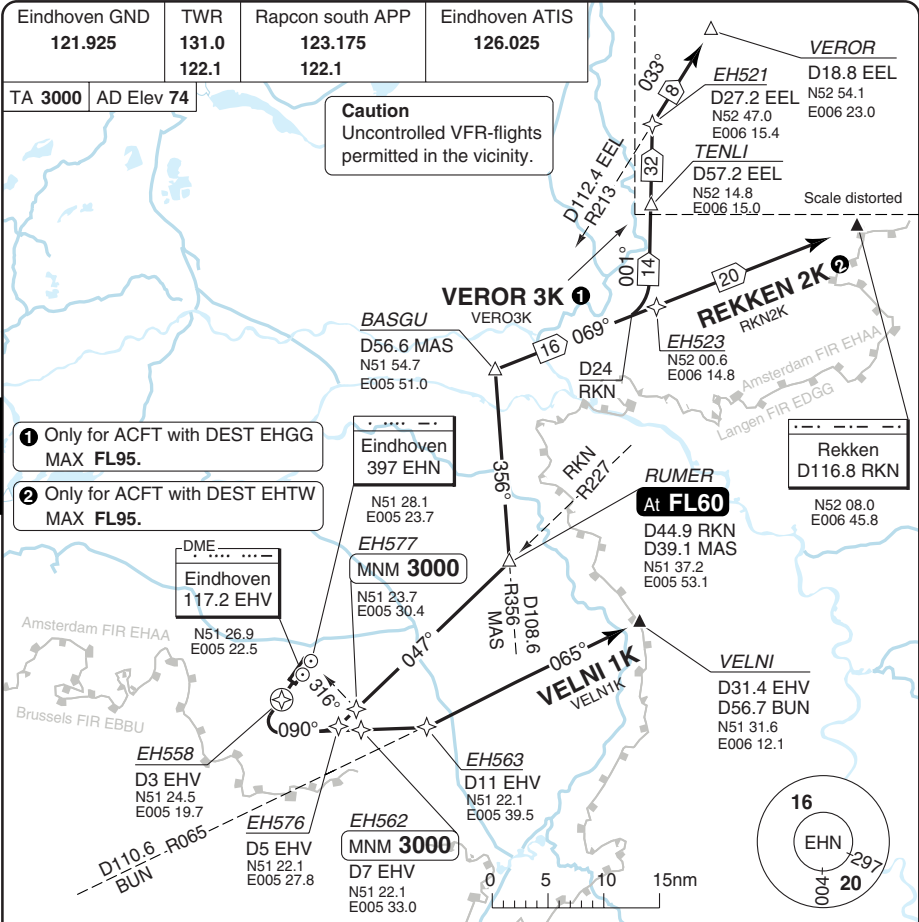 Eindhoven GND
121.925
TWR
131.0
122.1
Rapcon south APP
123.175
122.1
Eindhoven ATIS
126.025
TA 3000
AD Elev 74
Caution
Uncontrolled VFR-flights
permitted in the vicinity.
VEROR
D18.8 EEL
N52 54.1
E006 23.0
033°
8
EH521
D27.2 EEL
N52 47.0
E006 15.4
32
TENLI
D57.2 EEL
N52 14.8
E006 15.0
Scale distorted
D112.4 EEL
R213
001°
14
VEROR 3K 1
VERO3K
REKKEN 2K 2
RKN2K
20
BASGU
D56.6 MAS
N51 54.7
E005 51.0
16
069°
D24
RKN
EH523
N52 00.6
E006 14.8
Amsterdam FIR EHAA
Langen FIR EDGG
Rekken
D116.8 RKN
N52 08.0
E006 45.8
1 Only for ACFT with DEST EHGG
MAX FL95.
2 Only for ACFT with DEST EHTW
MAX FL95.
Eindhoven
397 EHN
N51 28.1
E005 23.7
356°
RKN
R227
RUMER
At FL60
D44.9 RKN
D39.1 MAS
N51 37.2
E005 53.1
DME
Eindhoven
117.2 EHV
N51 26.9
E005 22.5
EH577
MNM 3000
N51 23.7
E005 30.4
D108.6
R356
MAS
047°
065°
VELNI 1K
VELN1K
VELNI
D31.4 EHV
D56.7 BUN
N51 31.6
E006 12.1
Amsterdam FIR EHAA
Brussels FIR EBBU
316°
090°
EH558
D3 EHV
N51 24.5
E005 19.7
EH576
D5 EHV
N51 22.1
E005 27.8
EH562
MNM 3000
D7 EHV
N51 22.1
E005 33.0
EH563
D11 EHV
N51 22.1
E005 39.5
D110.6 R065
BUN
0 5 10 15nm
16
EHN
297
004
20